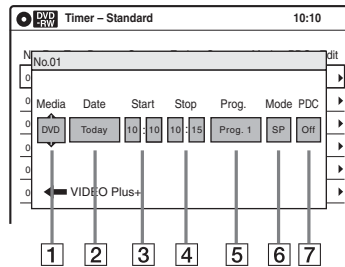 DVD -RW Timer – Standard 10:10
No.01
Media Date Start Stop Prog. Mode PDC
DVD Today 10 : 10 10 : 15 Prog. 1 SP Off
VIDEO Plus+
1 2 3 4 5 6 7